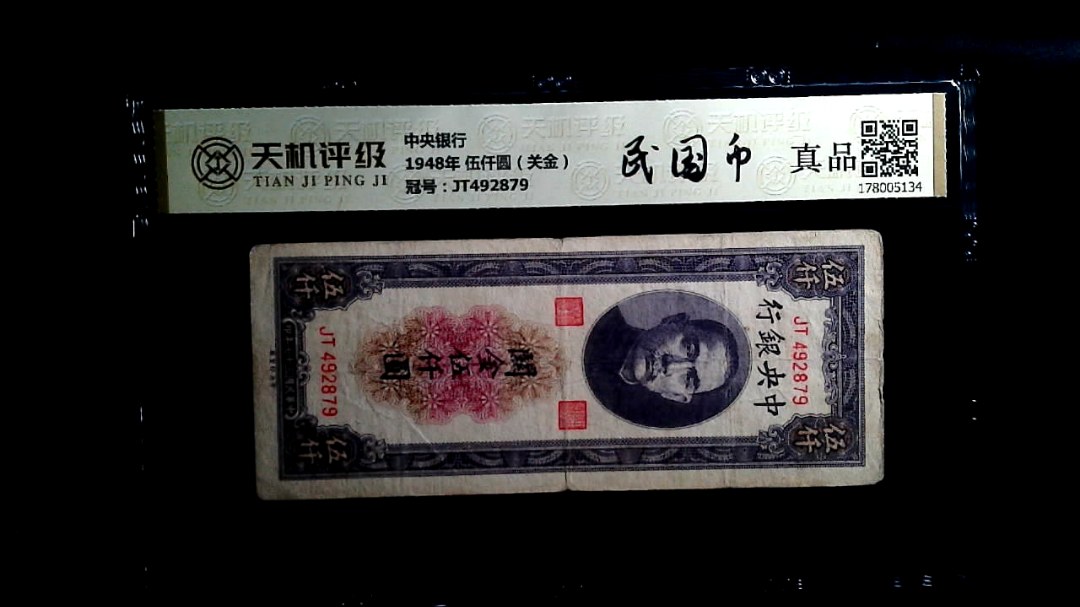 天机评级
TIAN JI PING JI
中央银行
1948年 伍仟圆（关金）
冠号：JT492879
民国币
真品
178005134
中央銀行
JT 492879
關金伍仟圓
JT 492879
伍仟
伍仟
伍仟
伍仟